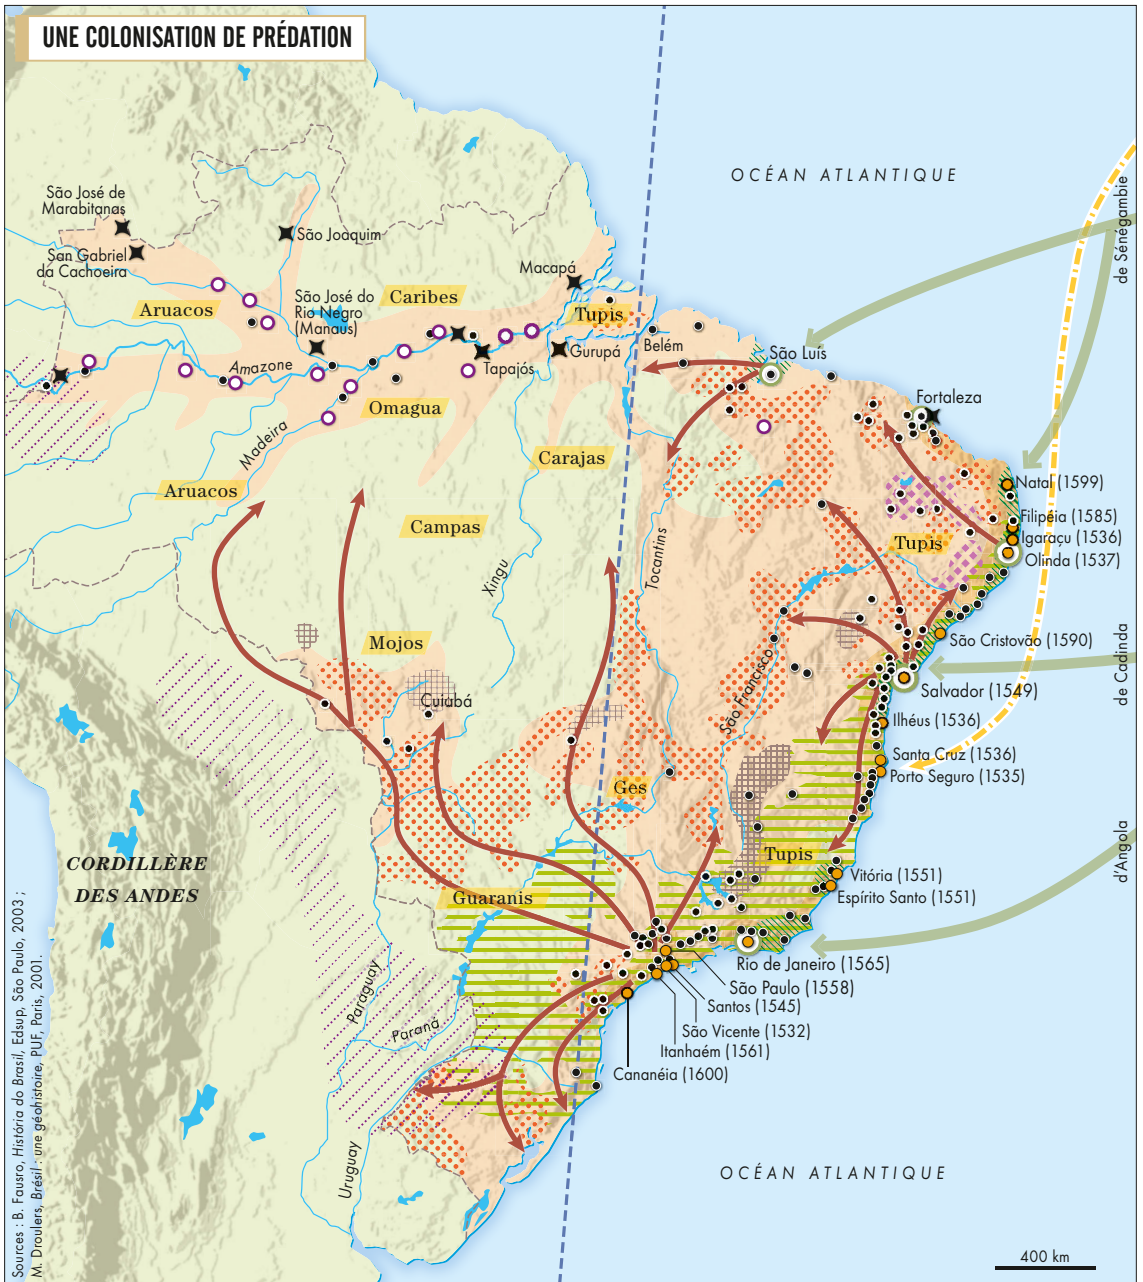 UNE COLONISATION DE PRÉDATION
OCÉAN ATLANTIQUE
de Sénégambie
São José de
Marabitanas
São Joaquim
San Gabriel
da Cachoeira
Macapá
Aruacos
São José do
Rio Negro
(Manaus)
Caribes
Tupis
Belém
Gurupá
São Luís
Amazone
Tapajós
Fortaleza
Omagua
Madeira
Carajas
Aruacos
Natal (1599)
Campas
Filipéia (1585)
Igaraçu (1536)
Tupis
Olinda (1537)
Xingu
Tocantins
São Cristovão (1590)
Mojos
São Francisco
Cuiabá
Salvador (1549)
de Cadinda
Ilhéus (1536)
Santa Cruz (1536)
Porto Seguro (1535)
Ges
d'Angola
CORDILLÈRE
DES ANDES
Tupis
Vitória (1551)
Guaranis
Espírito Santo (1551)
Rio de Janeiro (1565)
São Paulo (1558)
Santos (1545)
São Vicente (1532)
Itanhaém (1561)
Cananéia (1600)
Paraguay
Paraná
Uruguay
OCÉAN ATLANTIQUE
400 km
Sources : B. Fausro, História do Brasil, Edsup, São Paulo, 2003 ;
M. Droulers, Brésil : une géohistoire, PUF, Paris, 2001.